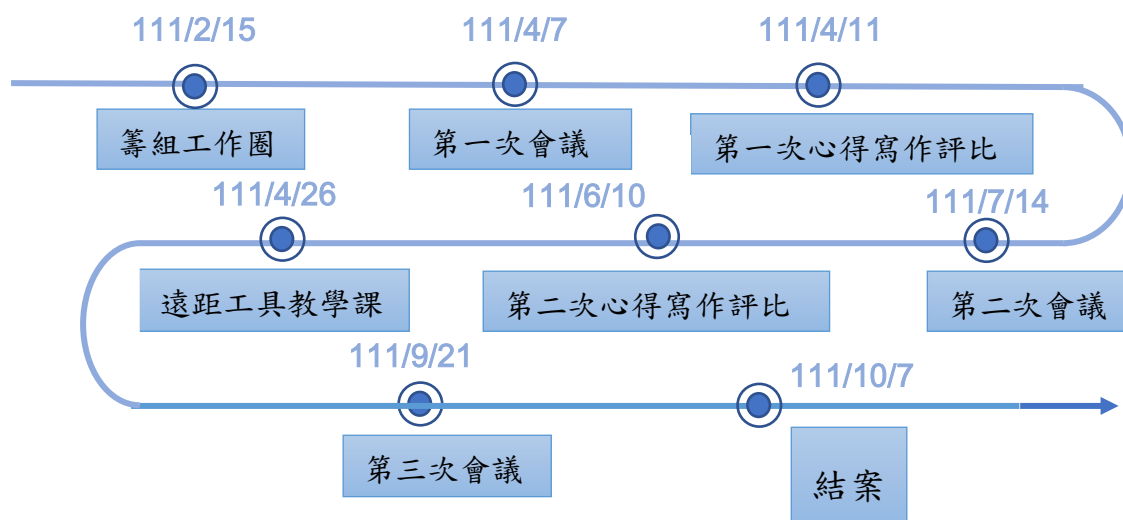 111/2/15
111/4/7
111/4/11
籌組工作圈
第一次會議
第一次心得寫作評比
111/4/26
111/6/10
111/7/14
遠距工具教學課
第二次心得寫作評比
第二次會議
111/9/21
111/10/7
第三次會議
結案